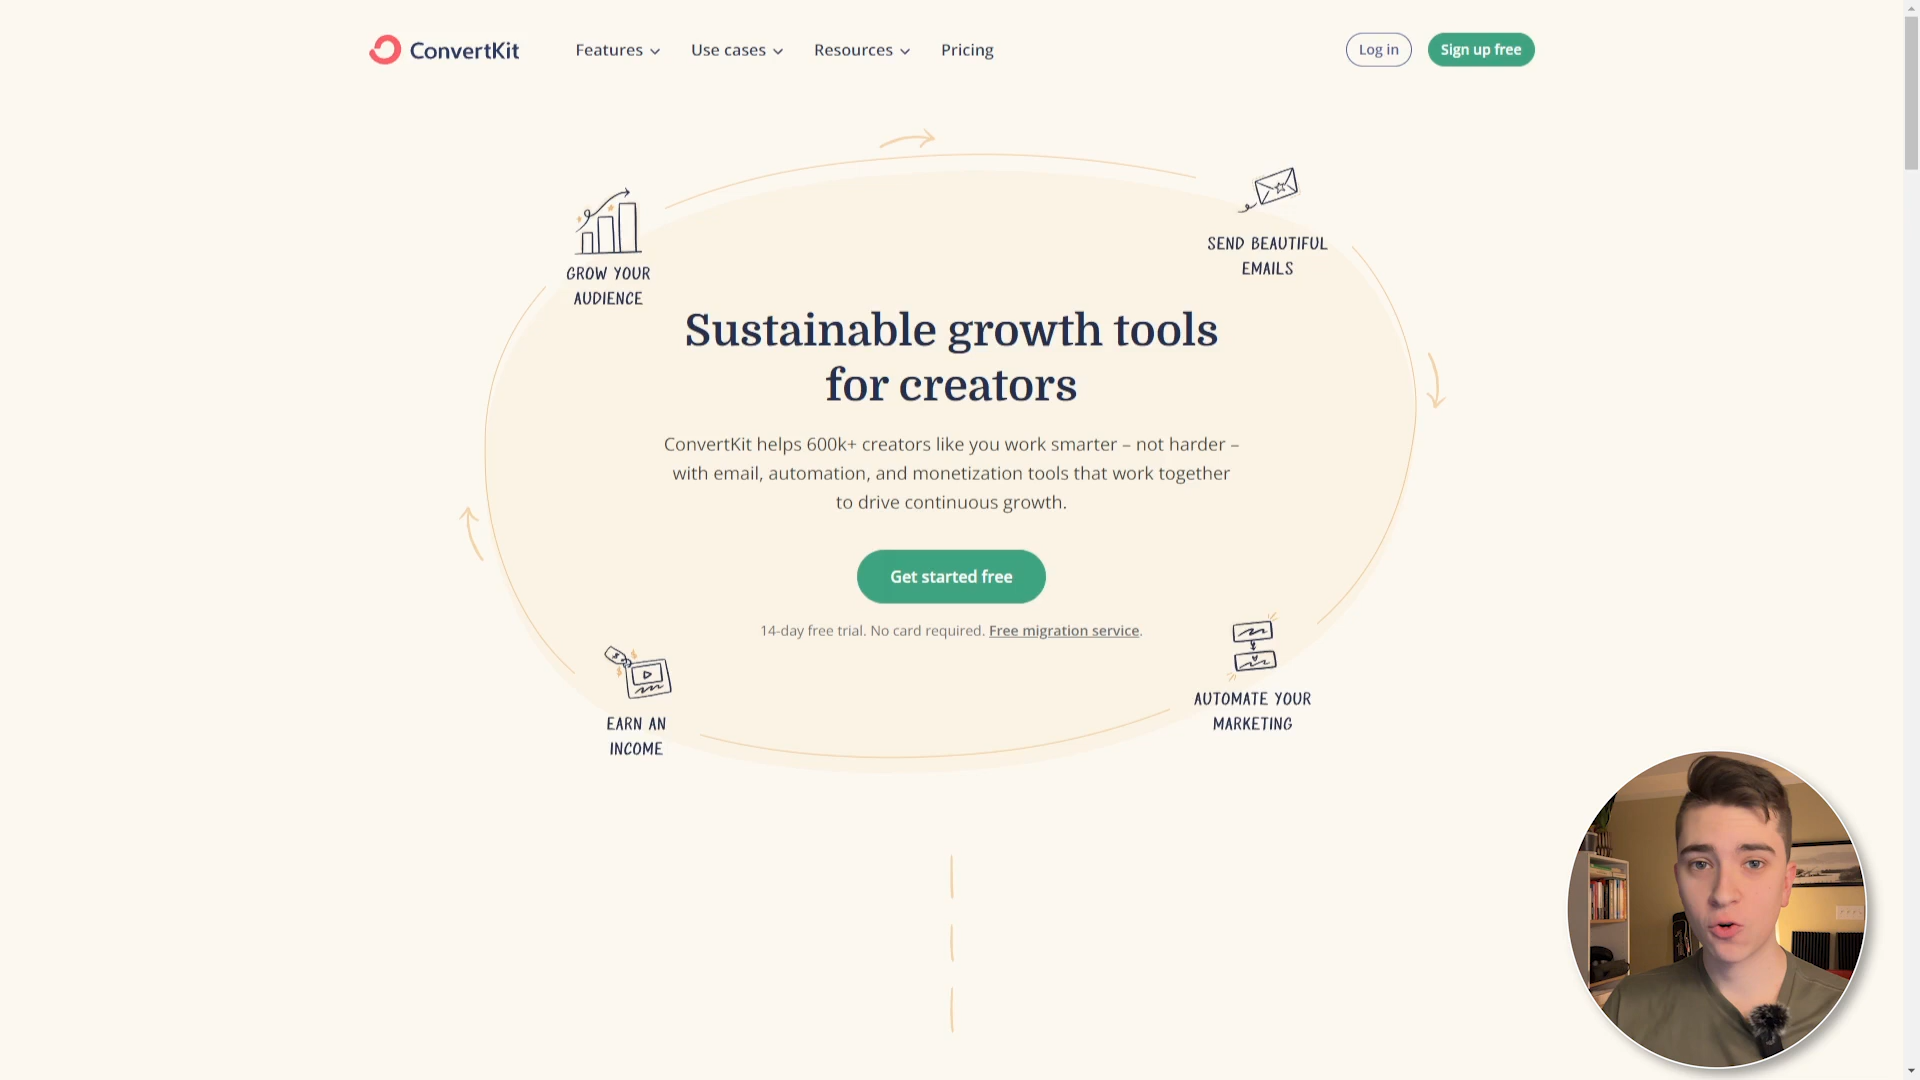 ConvertKit
Features
Use cases
Resources
Pricing
Log in
Sign up free
GROW YOUR
AUDIENCE
SEND BEAUTIFUL
EMAILS
Sustainable growth tools
for creators
ConvertKit helps 600k+ creators like you work smarter – not harder –
with email, automation, and monetization tools that work together
to drive continuous growth.
Get started free
14-day free trial. No card required. Free migration service.
EARN AN
INCOME
AUTOMATE YOUR
MARKETING